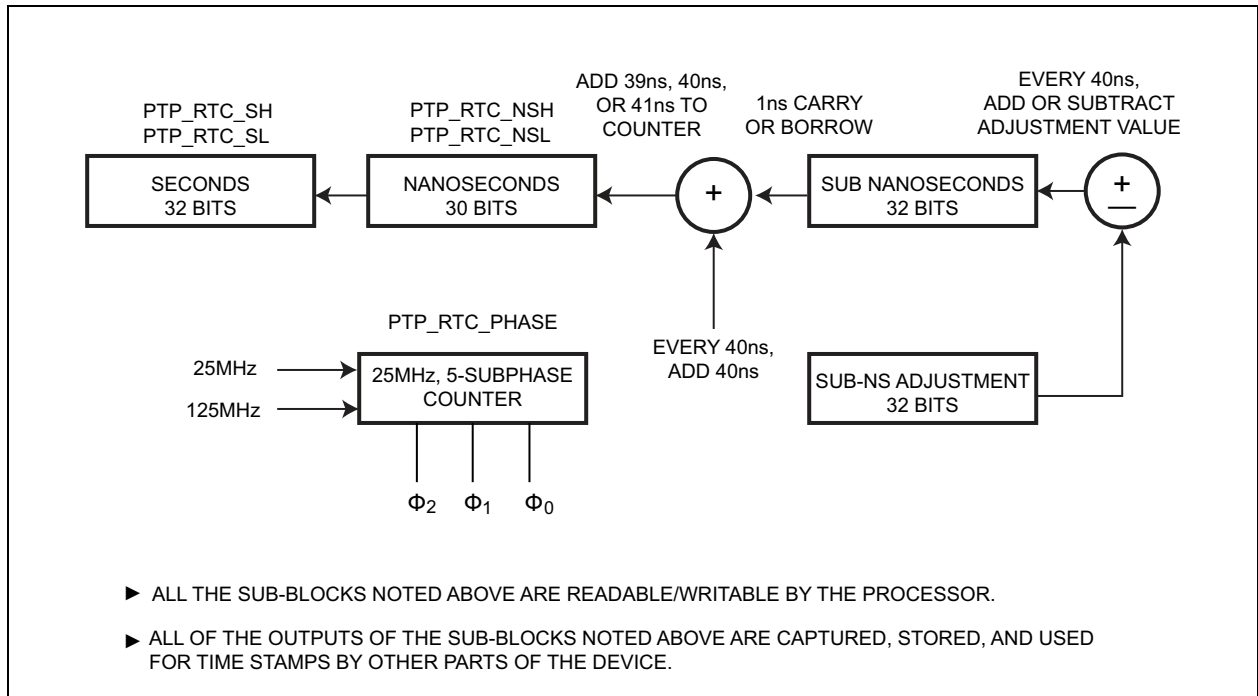 PTP_RTC_SH
PTP_RTC_SL
SECONDS
32 BITS
PTP_RTC_NSH
PTP_RTC_NSL
NANOSECONDS
30 BITS
ADD 39ns, 40ns,
OR 41ns TO
COUNTER
+
1ns CARRY
OR BORROW
SUB NANOSECONDS
32 BITS
EVERY 40ns,
ADD OR SUBTRACT
ADJUSTMENT VALUE
+
—
PTP_RTC_PHASE
25MHz
125MHz
25MHz, 5-SUBPHASE
COUNTER
Φ2 Φ1 Φ0
EVERY 40ns,
ADD 40ns
SUB-NS ADJUSTMENT
32 BITS
► ALL THE SUB-BLOCKS NOTED ABOVE ARE READABLE/WRITABLE BY THE PROCESSOR.
► ALL OF THE OUTPUTS OF THE SUB-BLOCKS NOTED ABOVE ARE CAPTURED, STORED, AND USED
FOR TIME STAMPS BY OTHER PARTS OF THE DEVICE.